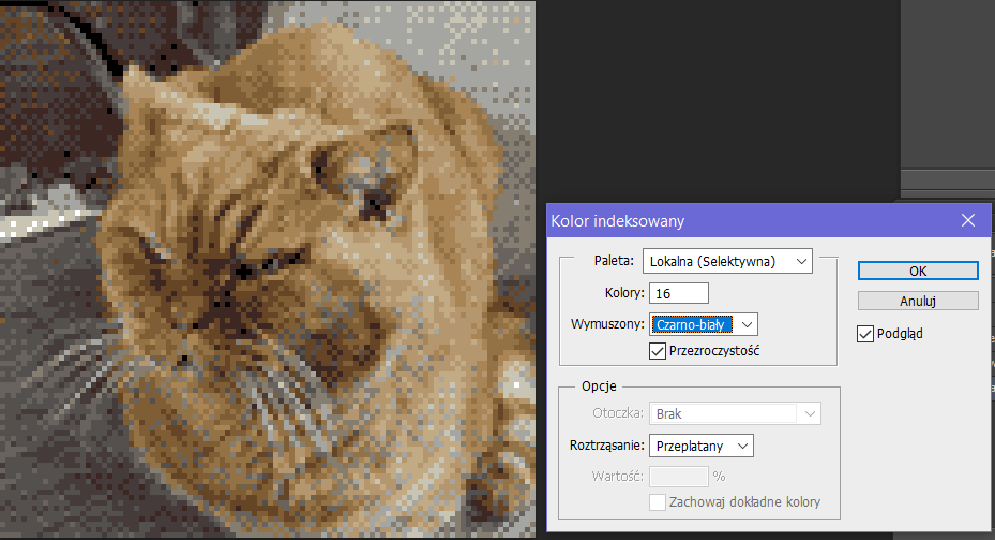 Kolor indeksowany
Paleta: Lokalna (Selektywna)
OK
Kolory: 16
Anuluj
Wymuszony: Czarno-biały
Podgląd
Przezroczystość
Opcje
Otoczka: Brak
Roztrząsanie: Przeplatany
Wartość: %
Zachowaj dokładne kolory